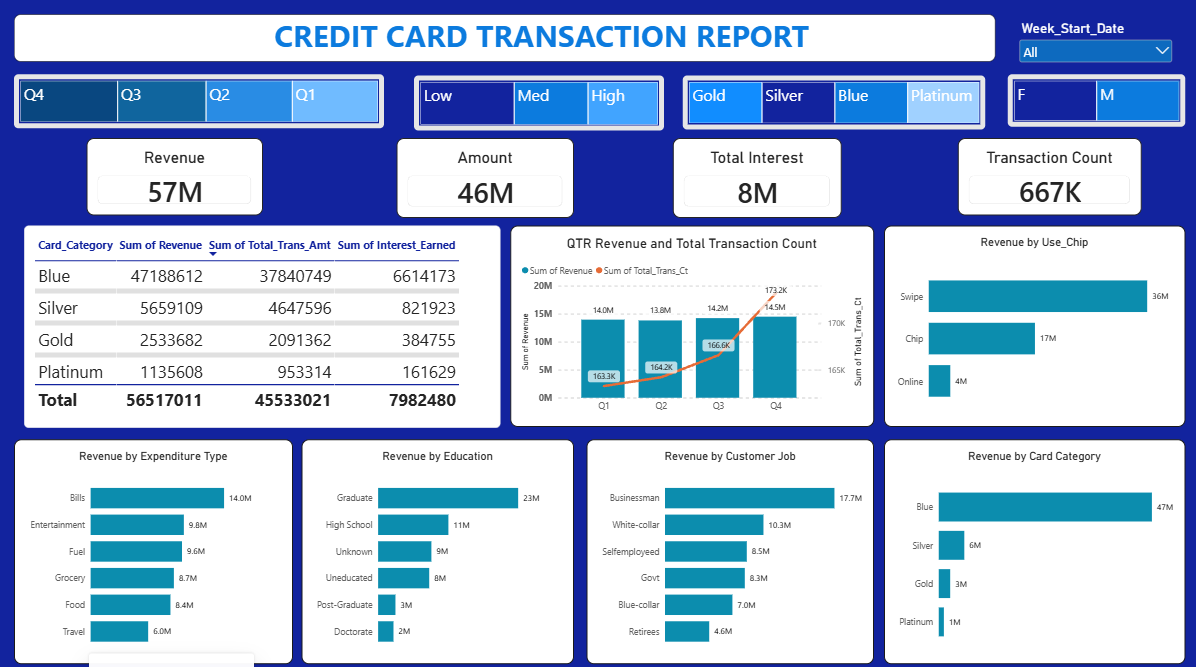 CREDIT CARD TRANSACTION REPORT
Week_Start_Date
All
Q4 Q3 Q2 Q1
Low Med High
Gold Silver Blue Platinum
F M
Revenue
57M
Amount
46M
Total Interest
8M
Transaction Count
667K
Card_Category Sum of Revenue Sum of Total_Trans_Amt Sum of Interest_Earned
Blue 47188612 37840749 6614173
Silver 5659109 4647596 821923
Gold 2533682 2091362 384755
Platinum 1135608 953314 161629
Total 56517011 45533021 7982480
QTR Revenue and Total Transaction Count
Sum of Revenue Sum of Total_Trans_Ct
Sum of Revenue
20M
15M
10M
5M
0M
14.0M 13.8M 14.2M 14.5M
163.3K 164.2K 166.6K 173.2K
Q1 Q2 Q3 Q4
170K
165K
Sum of Total_Trans_Ct
Revenue by Use_Chip
Swipe 36M
Chip 17M
Online 4M
Revenue by Expenditure Type
Bills 14.0M
Entertainment 9.8M
Fuel 9.6M
Grocery 8.7M
Food 8.4M
Travel 6.0M
Revenue by Education
Graduate 23M
High School 11M
Unknown 9M
Uneducated 8M
Post-Graduate 3M
Doctorate 2M
Revenue by Customer Job
Businessman 17.7M
White-collar 10.3M
Selfemployeed 8.5M
Govt 8.3M
Blue-collar 7.0M
Retirees 4.6M
Revenue by Card Category
Blue 47M
Silver 6M
Gold 3M
Platinum 1M